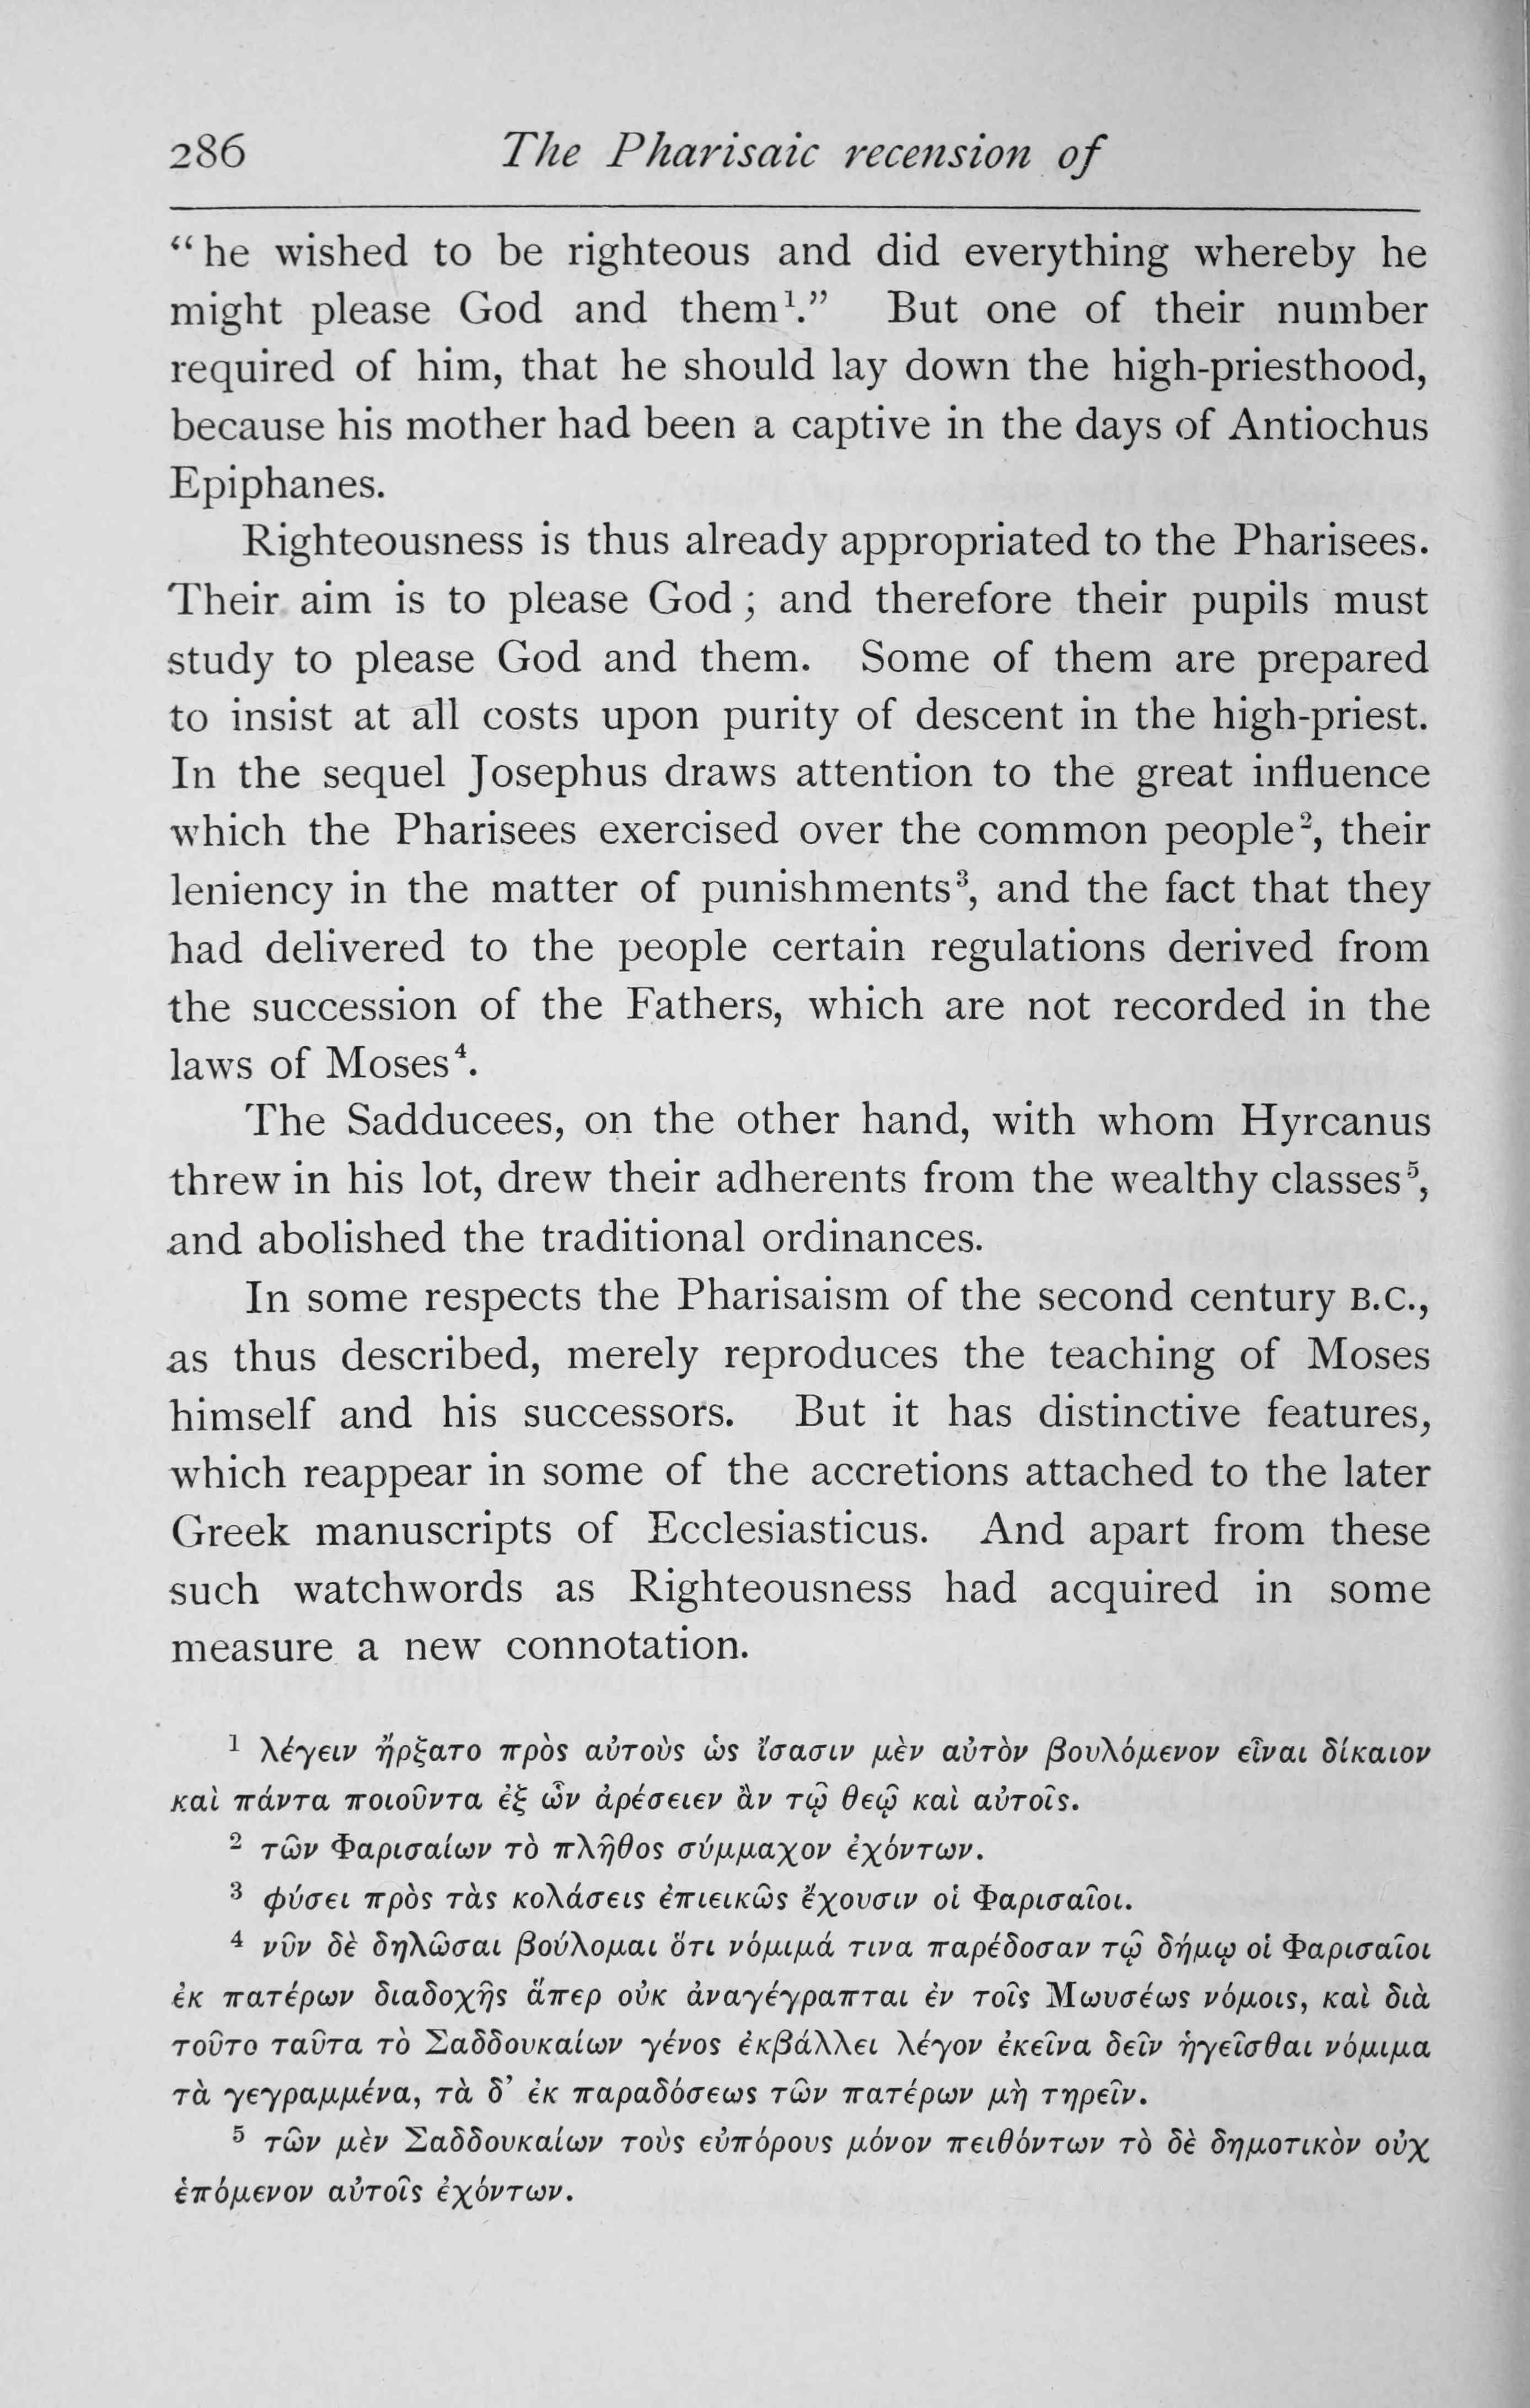 286 The Pharisaic recension of
“he wished to be righteous and did everything whereby he
might please God and them¹.” But one of their number
required of him, that he should lay down the high-priesthood,
because his mother had been a captive in the days of Antiochus
Epiphanes.
Righteousness is thus already appropriated to the Pharisees.
Their aim is to please God; and therefore their pupils must
study to please God and them. Some of them are prepared
to insist at all costs upon purity of descent in the high-priest.
In the sequel Josephus draws attention to the great influence
which the Pharisees exercised over the common people², their
leniency in the matter of punishments³, and the fact that they
had delivered to the people certain regulations derived from
the succession of the Fathers, which are not recorded in the
laws of Moses⁴.
The Sadducees, on the other hand, with whom Hyrcanus
threw in his lot, drew their adherents from the wealthy classes⁵,
and abolished the traditional ordinances.
In some respects the Pharisaism of the second century B.C.,
as thus described, merely reproduces the teaching of Moses
himself and his successors. But it has distinctive features,
which reappear in some of the accretions attached to the later
Greek manuscripts of Ecclesiasticus. And apart from these
such watchwords as Righteousness had acquired in some
measure a new connotation.
¹ λέγειν ἤρξατο πρὸς αὐτοὺς ὡς ἴσασιν μὲν αὐτὸν βουλόμενον εἶναι δίκαιον
καὶ πάντα ποιοῦντα ἐξ ὧν ἀρέσειεν ἂν τῷ θεῷ καὶ αὐτοῖς.
² τῶν Φαρισαίων τὸ πλῆθος σύμμαχον ἐχόντων.
³ φύσει πρὸς τὰς κολάσεις ἐπιεικῶς ἔχουσιν οἱ Φαρισαῖοι.
⁴ νῦν δὲ δηλῶσαι βούλομαι ὅτι νόμιμά τινα παρέδοσαν τῷ δήμῳ οἱ Φαρισαῖοι
ἐκ πατέρων διαδοχῆς ἅπερ οὐκ ἀναγέγραπται ἐν τοῖς Μωυσέως νόμοις, καὶ διὰ
τοῦτο ταῦτα τὸ Σαδδουκαίων γένος ἐκβάλλει λέγον ἐκεῖνα δεῖν ἡγεῖσθαι νόμιμα
τὰ γεγραμμένα, τὰ δ’ ἐκ παραδόσεως τῶν πατέρων μὴ τηρεῖν.
⁵ τῶν μὲν Σαδδουκαίων τοὺς εὐπόρους μόνον πειθόντων τὸ δὲ δημοτικὸν οὐχ
ἑπόμενον αὐτοῖς ἐχόντων.